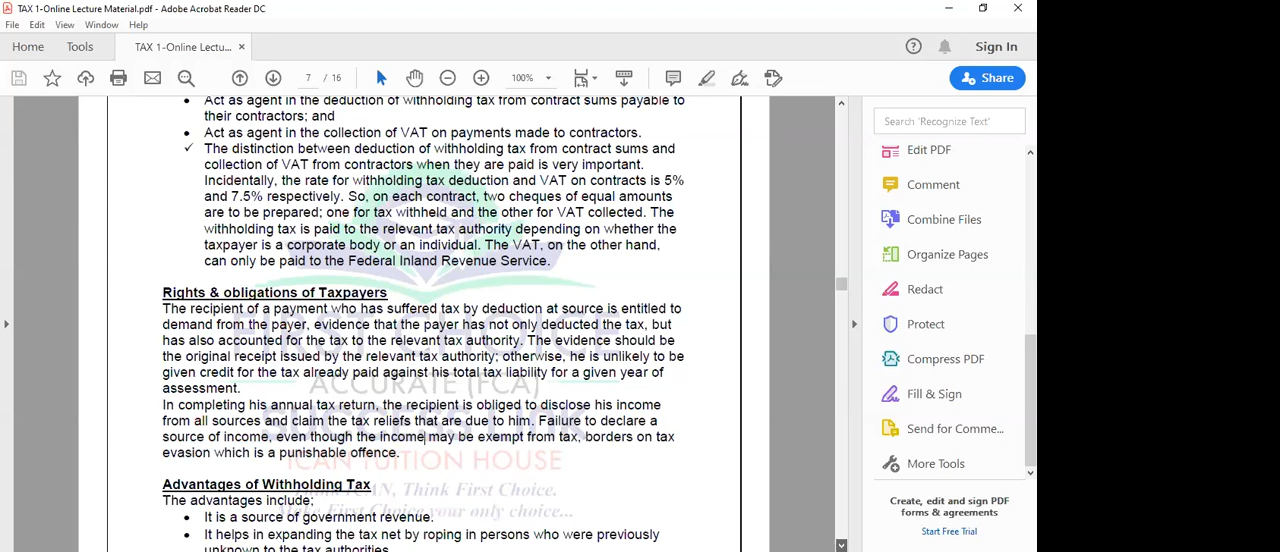 TAX 1-Online Lecture Material.pdf - Adobe Acrobat Reader DC
File Edit View Window Help
Home Tools TAX 1-Online Lectu... × Sign In
7 / 16 100% Share
Act as agent in the deduction of withholding tax from contract sums payable to
their contractors; and
• Act as agent in the collection of VAT on payments made to contractors.
✓ The distinction between deduction of withholding tax from contract sums and
collection of VAT from contractors when they are paid is very important.
Incidentally, the rate for withholding tax deduction and VAT on contracts is 5%
and 7.5% respectively. So, on each contract, two cheques of equal amounts
are to be prepared; one for tax withheld and the other for VAT collected. The
withholding tax is paid to the relevant tax authority depending on whether the
taxpayer is a corporate body or an individual. The VAT, on the other hand,
can only be paid to the Federal Inland Revenue Service.
Rights & obligations of Taxpayers
The recipient of a payment who has suffered tax by deduction at source is entitled to
demand from the payer, evidence that the payer has not only deducted the tax, but
has also accounted for the tax to the relevant tax authority. The evidence should be
the original receipt issued by the relevant tax authority; otherwise, he is unlikely to be
given credit for the tax already paid against his total tax liability for a given year of
assessment.
In completing his annual tax return, the recipient is obliged to disclose his income
from all sources and claim the tax reliefs that are due to him. Failure to declare a
source of income, even though the income may be exempt from tax, borders on tax
evasion which is a punishable offence.
Advantages of Withholding Tax
The advantages include;
• It is a source of government revenue.
• It helps in expanding the tax net by roping in persons who were previously
unknown to the tax authorities
FIRST CHOICE
ACCURATE (FCA)
SUCCESS LINK
ICAN TUITION HOUSE
Think ICAN, Think First Choice.
Make First Choice your only choice...
Search 'Recognize Text'
Edit PDF
Comment
Combine Files
Organize Pages
Redact
Protect
Compress PDF
Fill & Sign
Send for Comme...
More Tools
Create, edit and sign PDF
forms & agreements
Start Free Trial